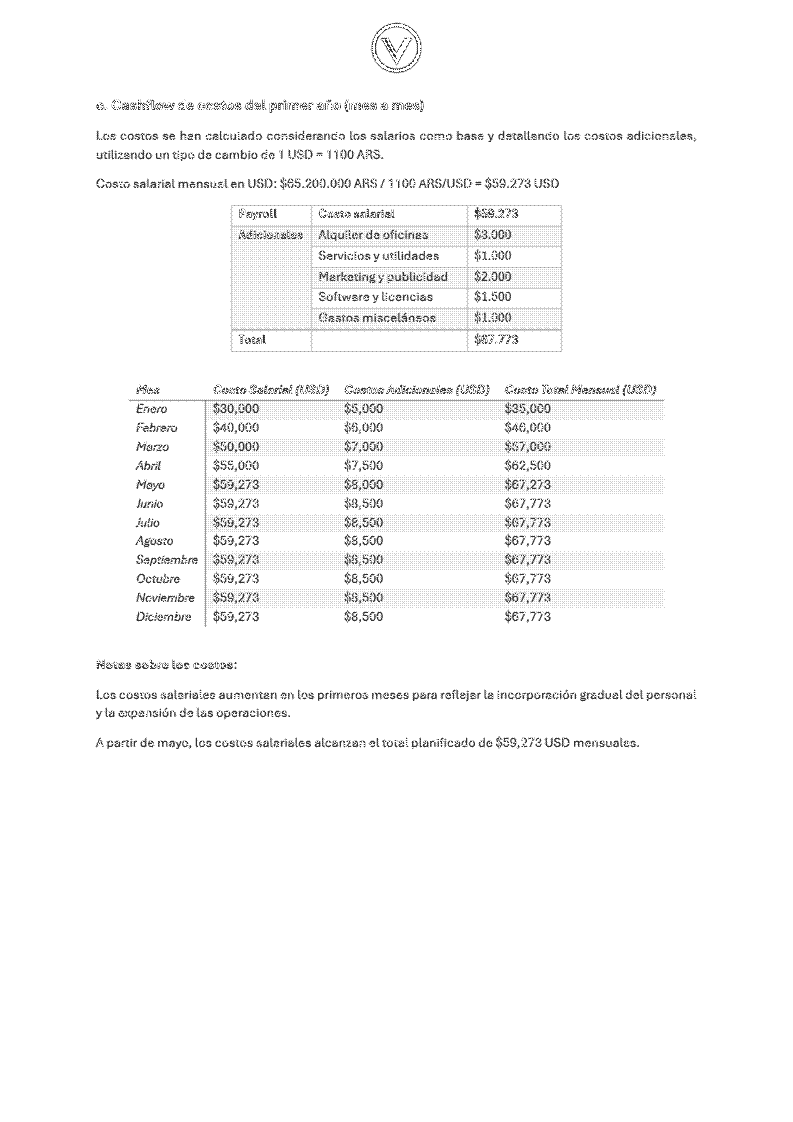 c. Cashflow de costos del primer año (mes a mes)
Los costos se han calculado considerando los salarios como base y detallando los costos adicionales,
utilizando un tipo de cambio de 1 USD = 1100 ARS.
Costo salarial mensual en USD: $65.200.000 ARS / 1100 ARS/USD = $59.273 USD
Payroll Costo salarial $59.273
Adicionales Alquiler de oficinas $3.000
Servicios y utilidades $1.000
Marketing y publicidad $2.000
Software y licencias $1.500
Gastos misceláneos $1.000
Total $67.773
Mes Costo Salarial (USD) Costos Adicionales (USD) Costo Total Mensual (USD)
Enero $30,000 $5,000 $35,000
Febrero $40,000 $6,000 $46,000
Marzo $50,000 $7,000 $57,000
Abril $55,000 $7,500 $62,500
Mayo $59,273 $8,000 $67,273
Junio $59,273 $8,500 $67,773
Julio $59,273 $8,500 $67,773
Agosto $59,273 $8,500 $67,773
Septiembre $59,273 $8,500 $67,773
Octubre $59,273 $8,500 $67,773
Noviembre $59,273 $8,500 $67,773
Diciembre $59,273 $8,500 $67,773
Notas sobre los costos:
Los costos salariales aumentan en los primeros meses para reflejar la incorporación gradual del personal
y la expansión de las operaciones.
A partir de mayo, los costos salariales alcanzan el total planificado de $59,273 USD mensuales.